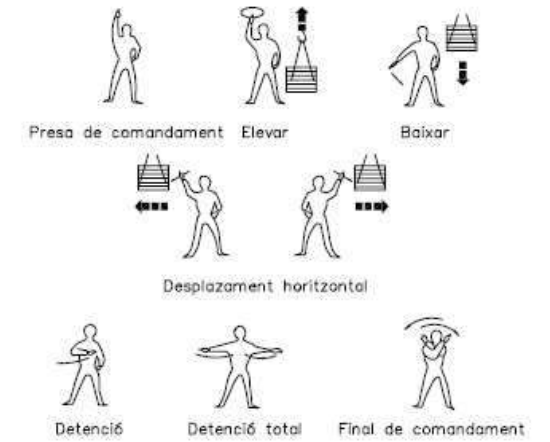 Presa de comandament Elevar Baixar
Desplazament horitzontal
Detenció Detenció total Final de comandament